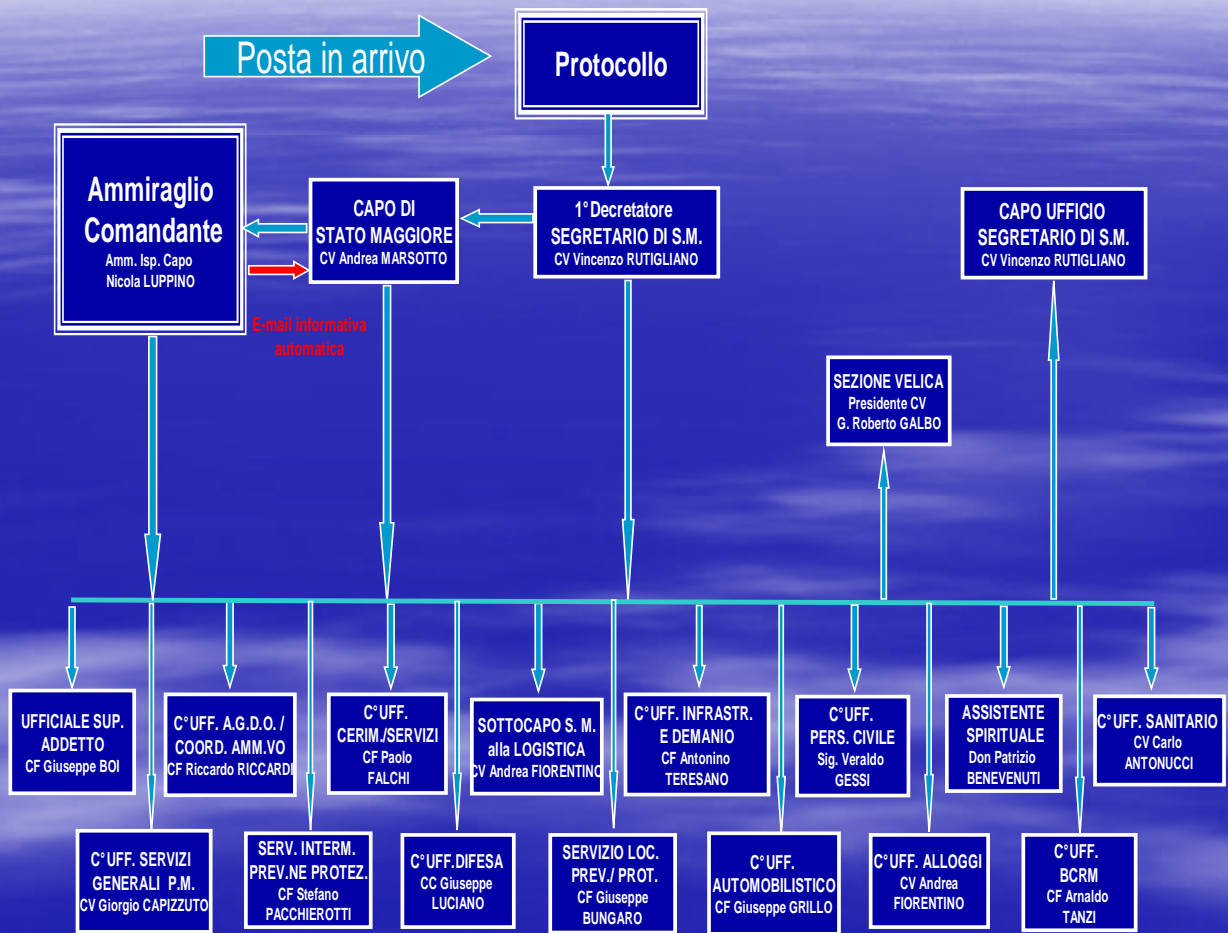 Posta in arrivo
Protocollo
Ammiraglio
Comandante
Amm. Isp. Capo
Nicola LUPPINO
CAPO DI
STATO MAGGIORE
CV Andrea MARSOTTO
1°Decretatore
SEGRETARIO DI S.M.
CV Vincenzo RUTIGLIANO
CAPO UFFICIO
SEGRETARIO DI S.M.
CV Vincenzo RUTIGLIANO
E-mail informativa
automatica
SEZIONE VELICA
Presidente CV
G. Roberto GALBO
UFFICIALE SUP.
ADDETTO
CF Giuseppe BOI
C°UFF. A.G.D.O. /
COORD. AMM.VO
CF Riccardo RICCARDI
C°UFF.
CERIM./SERVIZI
CF Paolo
FALCHI
SOTTOCAPO S. M.
alla LOGISTICA
CV Andrea FIORENTINO
C°UFF. INFRASTR.
E DEMANIO
CF Antonino
TERESANO
C°UFF.
PERS. CIVILE
Sig. Veraldo
GESSI
ASSISTENTE
SPIRITUALE
Don Patrizio
BENEVENUTI
C°UFF. SANITARIO
CV Carlo
ANTONUCCI
C°UFF. SERVIZI
GENERALI P.M.
CV Giorgio CAPIZZUTO
SERV. INTERM.
PREV.NE PROTEZ.
CF Stefano
PACCHIEROTTI
C°UFF.DIFESA
CC Giuseppe
LUCIANO
SERVIZIO LOC.
PREV./ PROT.
CF Giuseppe
BUNGARO
C°UFF.
AUTOMOBILISTICO
CF Giuseppe GRILLO
C°UFF. ALLOGGI
CV Andrea
FIORENTINO
C°UFF.
BCRM
CF Arnaldo
TANZI